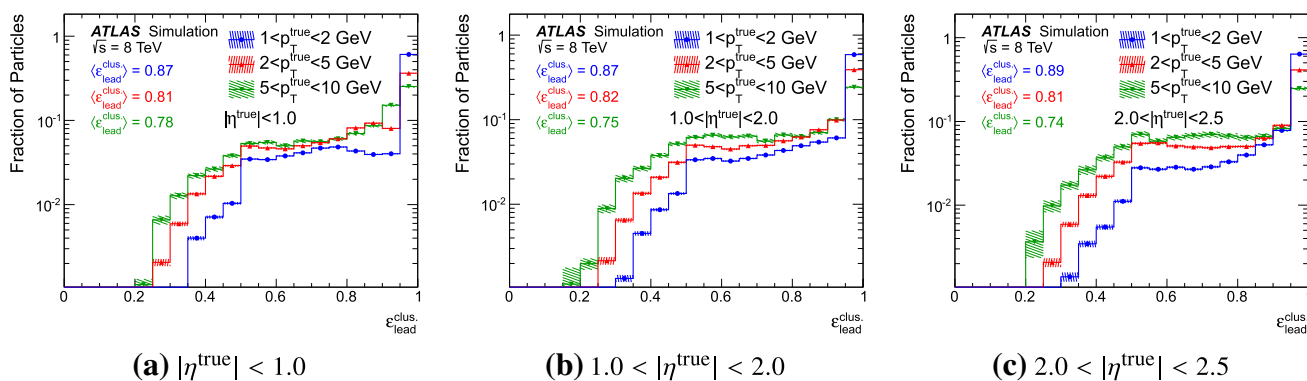 Fraction of Particles
1
10⁻¹
10⁻²
ATLAS Simulation
√s = 8 TeV
⟨ε_lead^clus.⟩ = 0.87
⟨ε_lead^clus.⟩ = 0.81
⟨ε_lead^clus.⟩ = 0.78
1<p_T^true<2 GeV
2<p_T^true<5 GeV
5<p_T^true<10 GeV
|η^true|<1.0
0 0.2 0.4 0.6 0.8 1
ε_lead^clus.
(a) |η^true| < 1.0
Fraction of Particles
1
10⁻¹
10⁻²
ATLAS Simulation
√s = 8 TeV
⟨ε_lead^clus.⟩ = 0.87
⟨ε_lead^clus.⟩ = 0.82
⟨ε_lead^clus.⟩ = 0.75
1<p_T^true<2 GeV
2<p_T^true<5 GeV
5<p_T^true<10 GeV
1.0<|η^true|<2.0
0 0.2 0.4 0.6 0.8 1
ε_lead^clus.
(b) 1.0 < |η^true| < 2.0
Fraction of Particles
1
10⁻¹
10⁻²
ATLAS Simulation
√s = 8 TeV
⟨ε_lead^clus.⟩ = 0.89
⟨ε_lead^clus.⟩ = 0.81
⟨ε_lead^clus.⟩ = 0.74
1<p_T^true<2 GeV
2<p_T^true<5 GeV
5<p_T^true<10 GeV
2.0<|η^true|<2.5
0 0.2 0.4 0.6 0.8
ε_lead^clus.
(c) 2.0 < |η^true| < 2.5